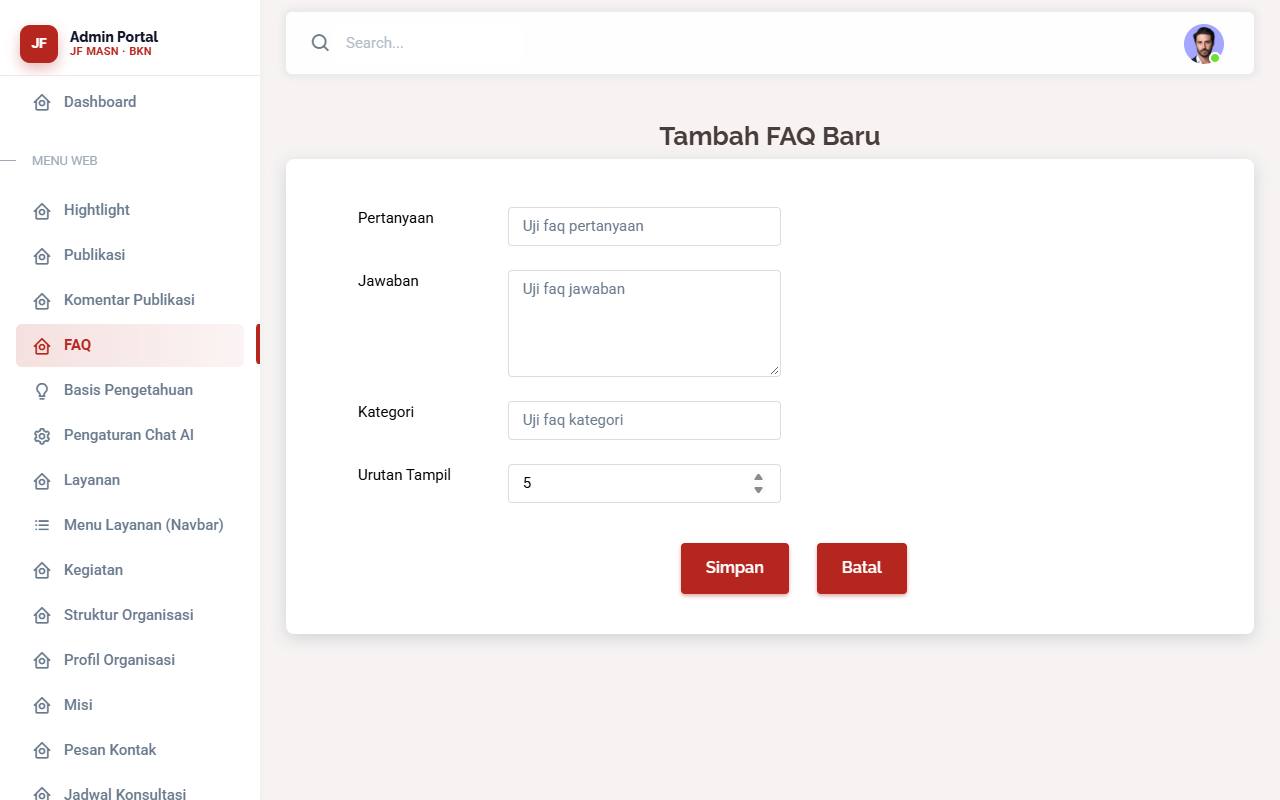 JF
Admin Portal
JF MASN · BKN
Search...
Dashboard
MENU WEB
Hightlight
Publikasi
Komentar Publikasi
FAQ
Basis Pengetahuan
Pengaturan Chat AI
Layanan
Menu Layanan (Navbar)
Kegiatan
Struktur Organisasi
Profil Organisasi
Misi
Pesan Kontak
Jadwal Konsultasi
Tambah FAQ Baru
Pertanyaan
Uji faq pertanyaan
Jawaban
Uji faq jawaban
Kategori
Uji faq kategori
Urutan Tampil
5
Simpan
Batal